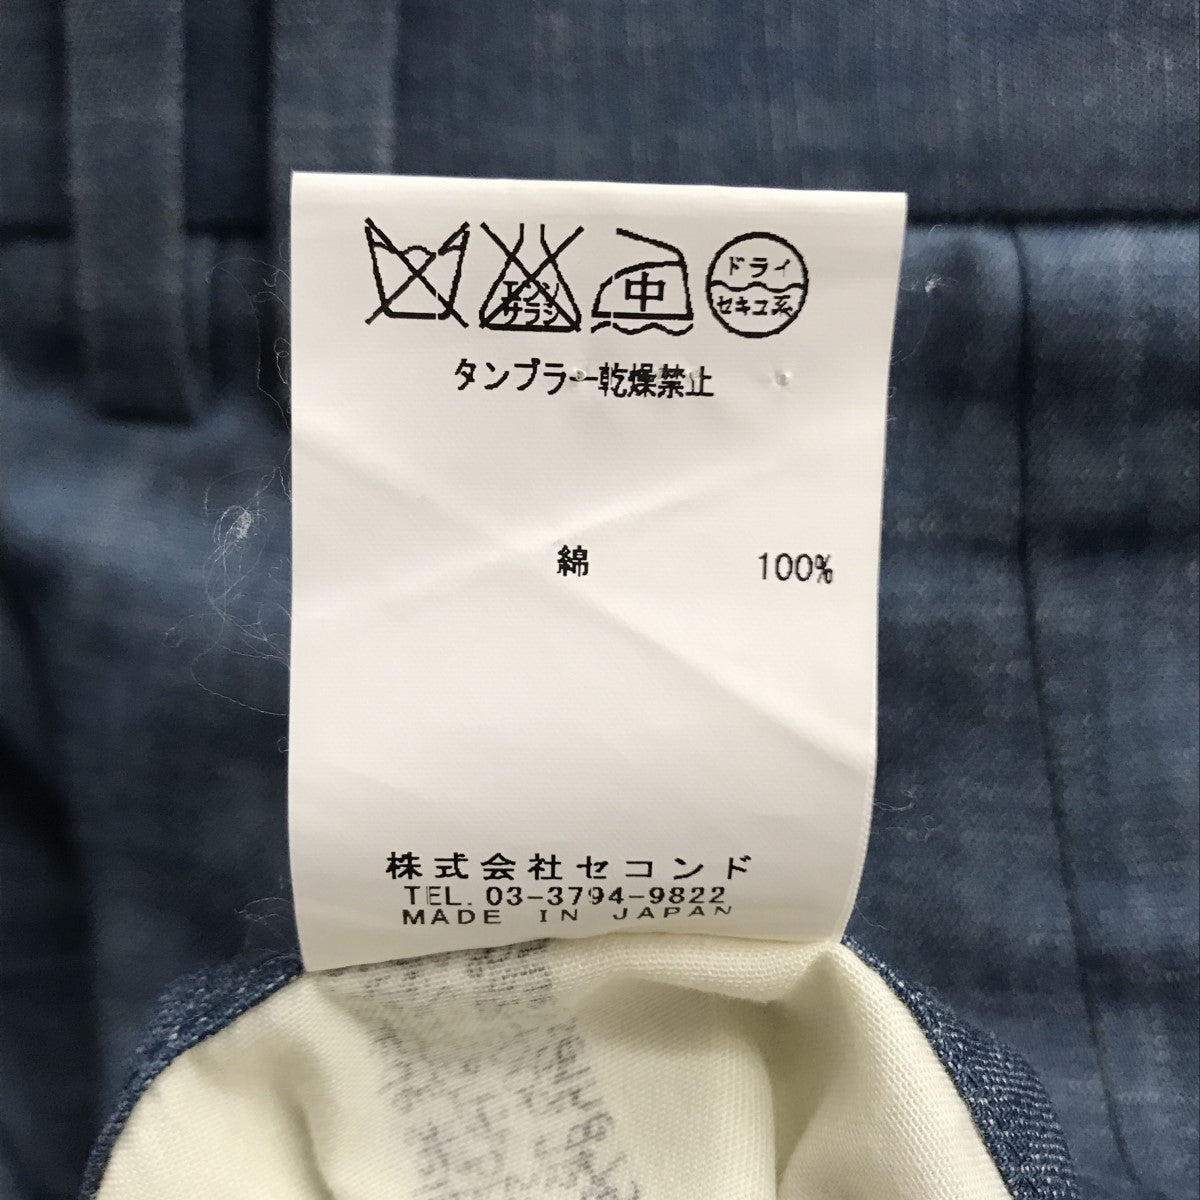 エンソ
サラシ
中
ドライ
セキユ系
タンブラー乾燥禁止
綿 100%
株式会社セコンド
TEL. 03-3794-9822
MADE IN JAPAN